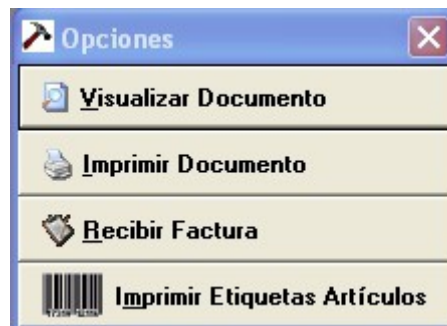 Opciones
Visualizar Documento
Imprimir Documento
Recibir Factura
Imprimir Etiquetas Artículos